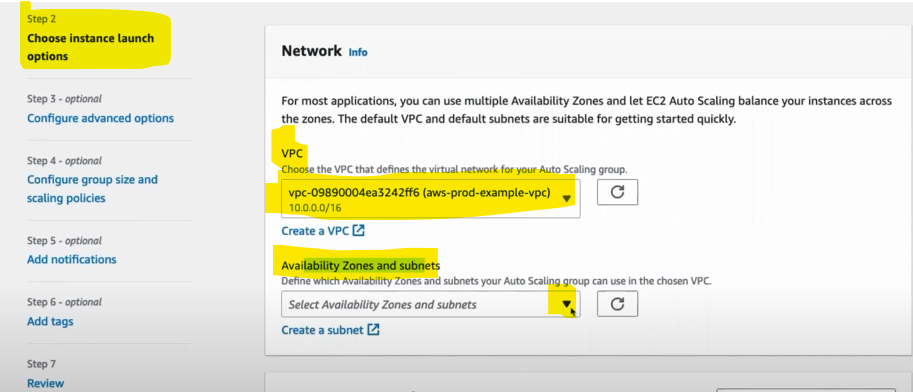 Step 2
Choose instance launch
options
Step 3 - optional
Configure advanced options
Step 4 - optional
Configure group size and
scaling policies
Step 5 - optional
Add notifications
Step 6 - optional
Add tags
Step 7
Review
Network Info
For most applications, you can use multiple Availability Zones and let EC2 Auto Scaling balance your instances across
the zones. The default VPC and default subnets are suitable for getting started quickly.
VPC
Choose the VPC that defines the virtual network for your Auto Scaling group.
vpc-09890004ea3242ff6 (aws-prod-example-vpc)
10.0.0.0/16
Create a VPC
Availability Zones and subnets
Define which Availability Zones and subnets your Auto Scaling group can use in the chosen VPC.
Select Availability Zones and subnets
Create a subnet